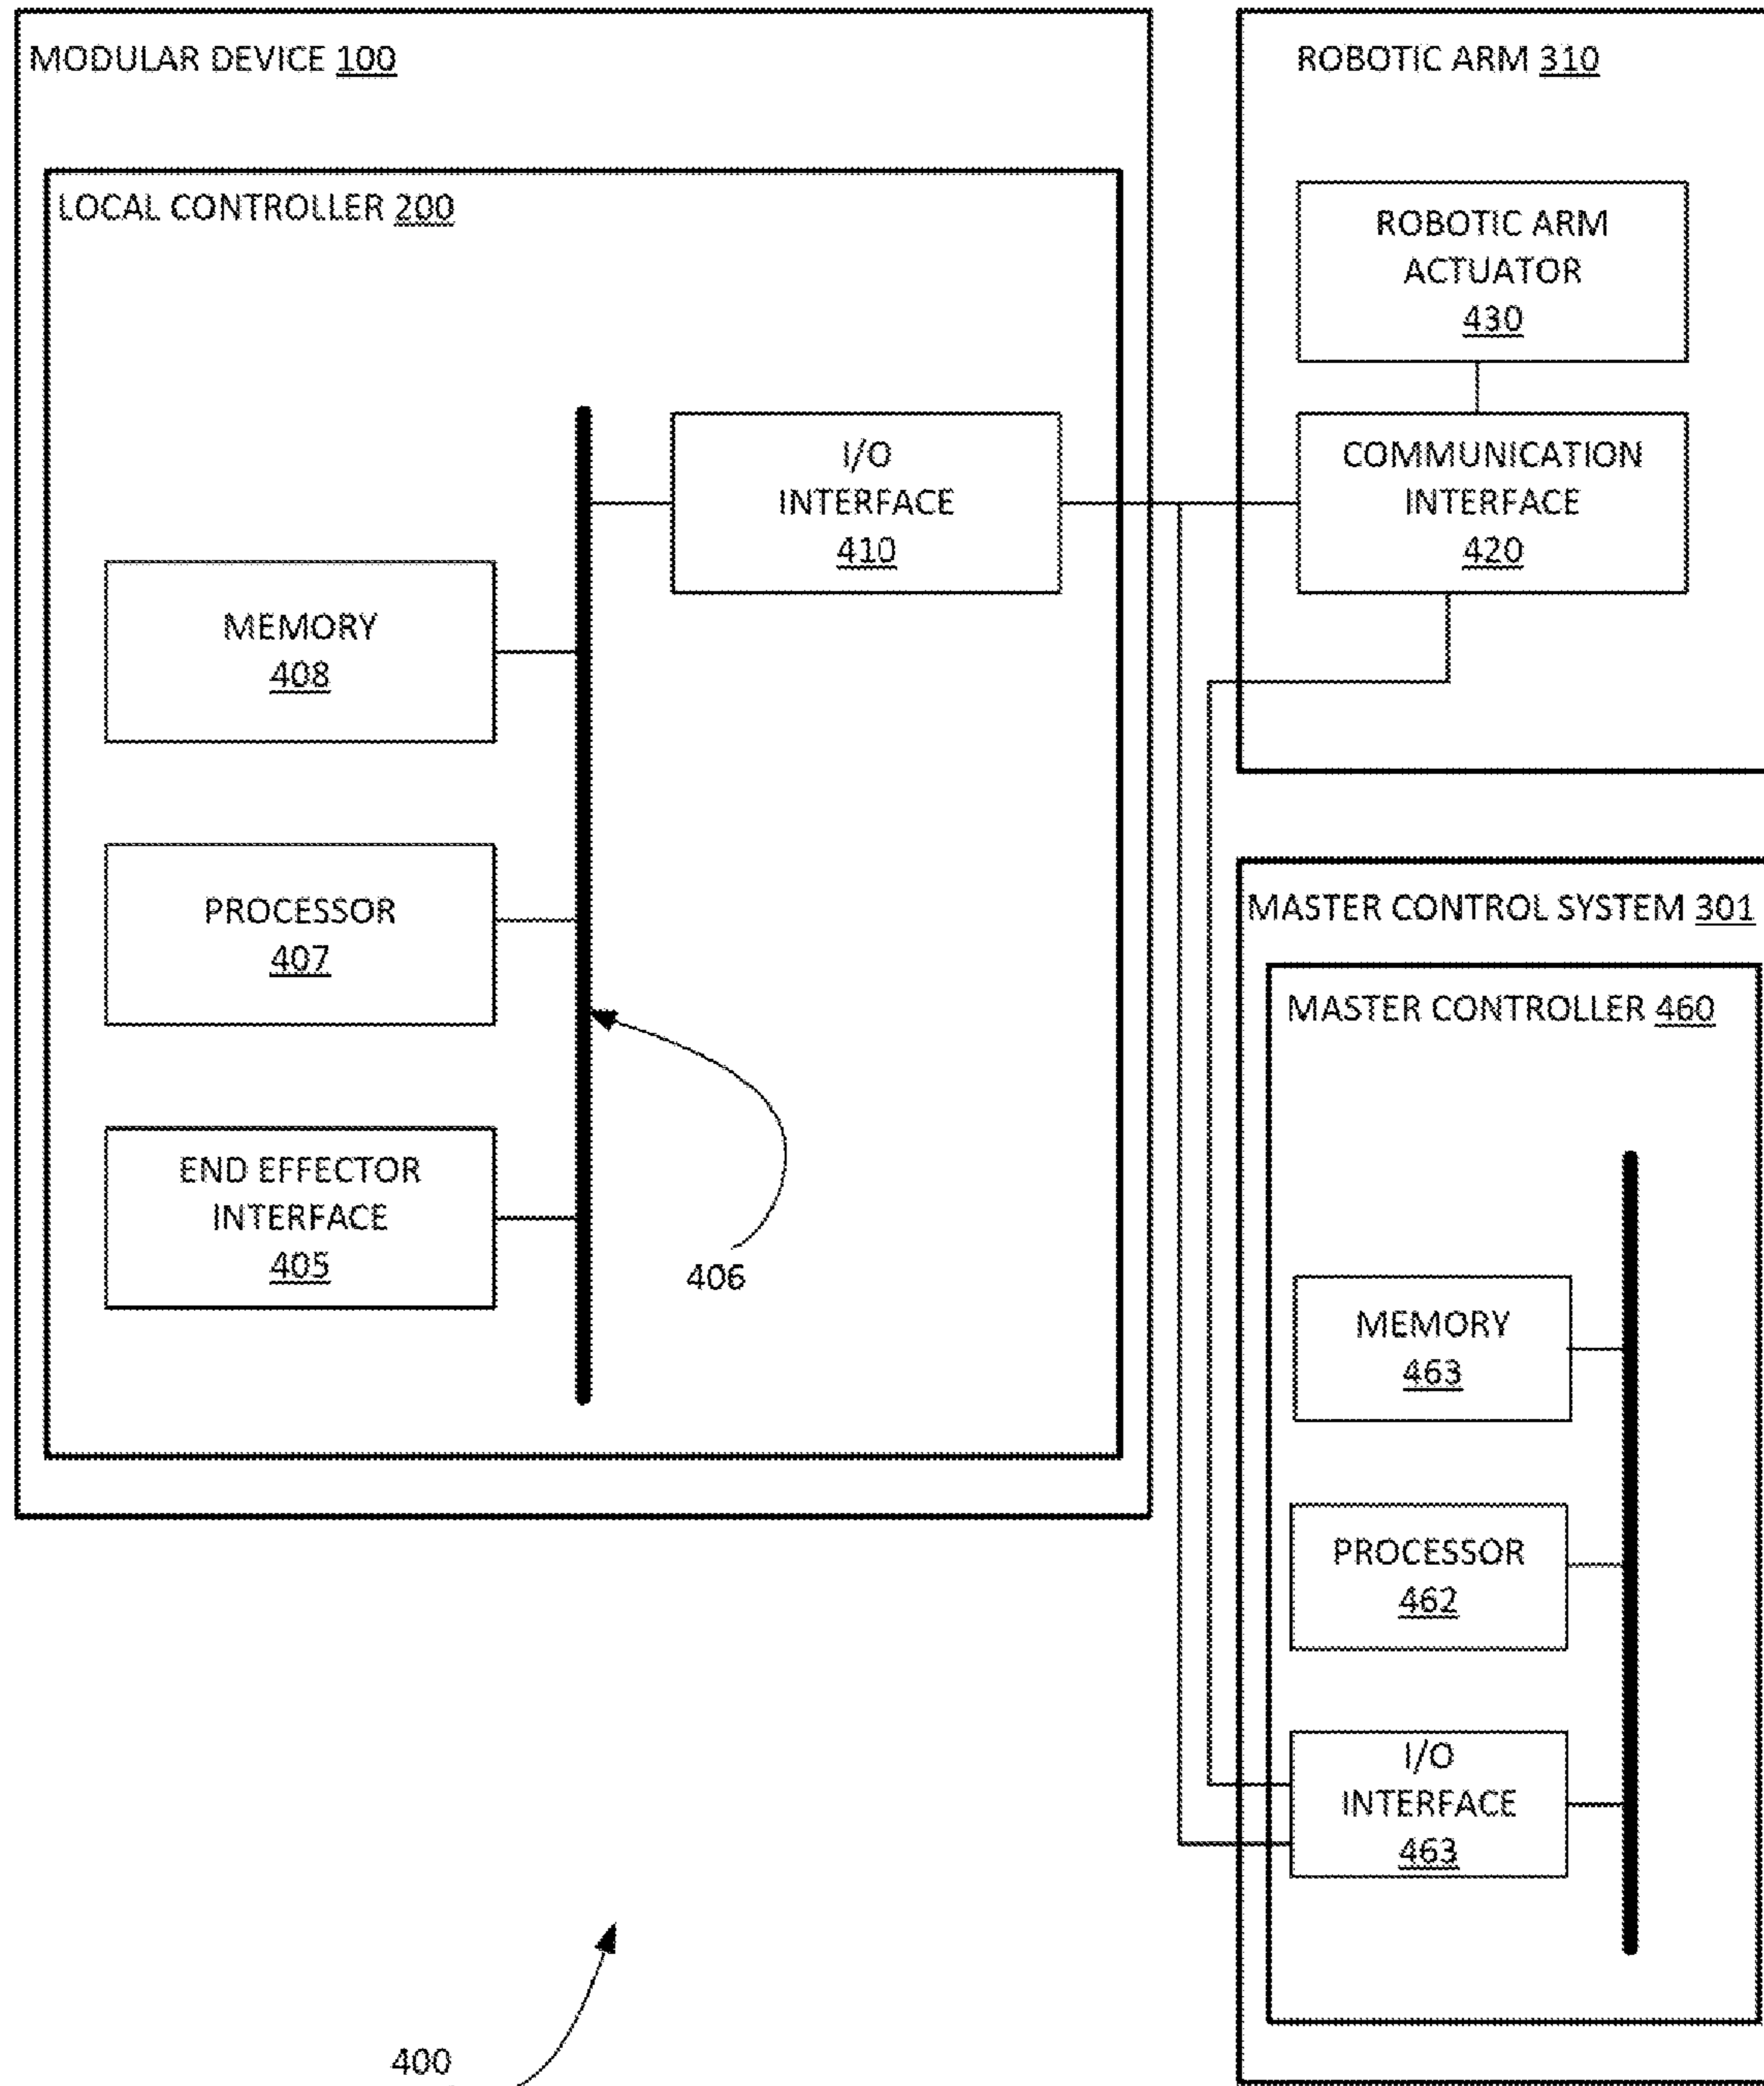 MODULAR DEVICE 100
LOCAL CONTROLLER 200
I/O
INTERFACE
410
MEMORY
408
PROCESSOR
407
END EFFECTOR
INTERFACE
405
406
ROBOTIC ARM 310
ROBOTIC ARM
ACTUATOR
430
COMMUNICATION
INTERFACE
420
MASTER CONTROL SYSTEM 301
MASTER CONTROLLER 460
MEMORY
463
PROCESSOR
462
I/O
INTERFACE
463
400